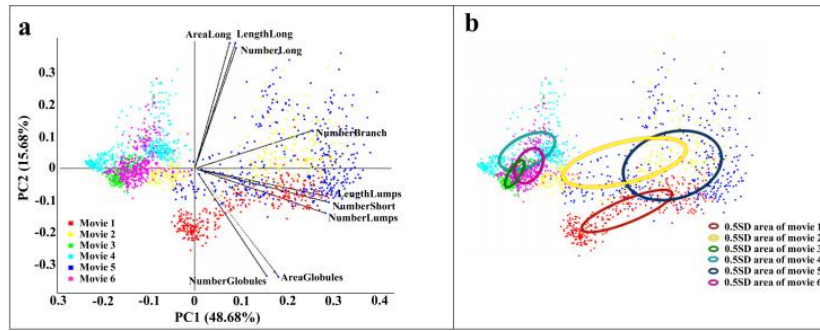 a
AreaLong LengthLong
NumberLong
NumberBranch
LengthLumps
NumberShort
NumberLumps
AreaGlobules
NumberGlobules
PC2 (15.68%)
0.3
0.2
0.1
0
-0.1
-0.2
-0.3
Movie 1
Movie 2
Movie 3
Movie 4
Movie 5
Movie 6
0.3 -0.2 -0.1 0 0.1 0.2 0.3 0.4
PC1 (48.68%)
b
0.5SD area of movie 1
0.5SD area of movie 2
0.5SD area of movie 3
0.5SD area of movie 4
0.5SD area of movie 5
0.5SD area of movie 6